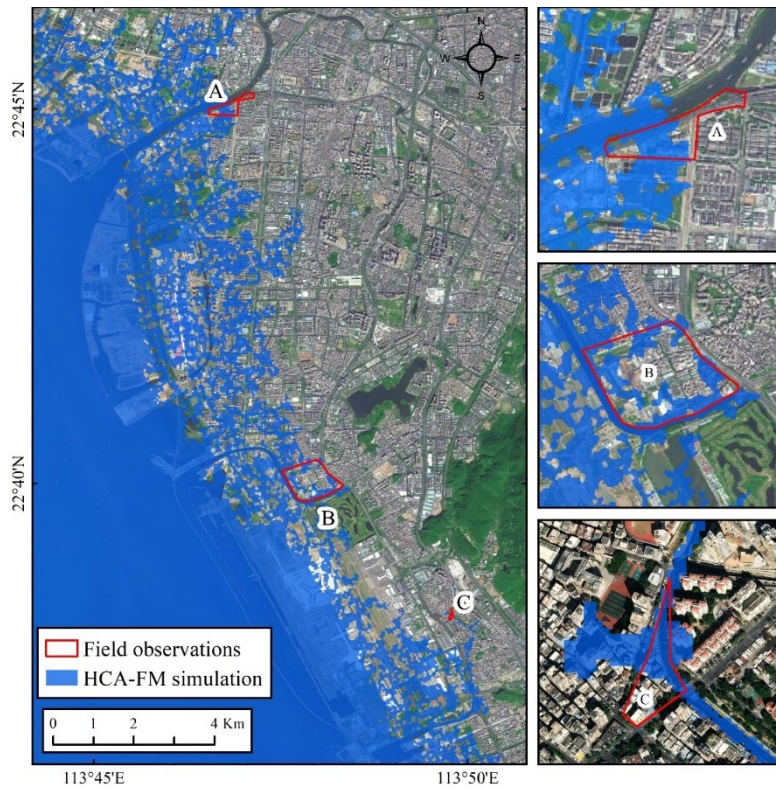 N
W E
S
A
22°45'N
22°40'N
B
C
Field observations
HCA-FM simulation
0 1 2 4 Km
113°45'E 113°50'E
A
B
C